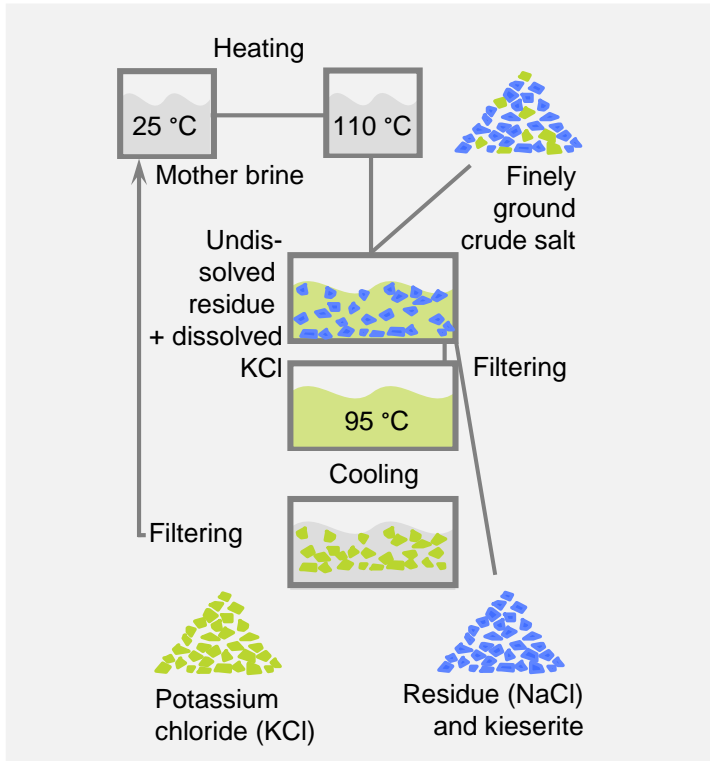 Heating
25 °C
110 °C
Mother brine
Finely
ground
crude salt
Undis-
solved
residue
+ dissolved
KCl
Filtering
95 °C
Cooling
Filtering
Potassium
chloride (KCl)
Residue (NaCl)
and kieserite